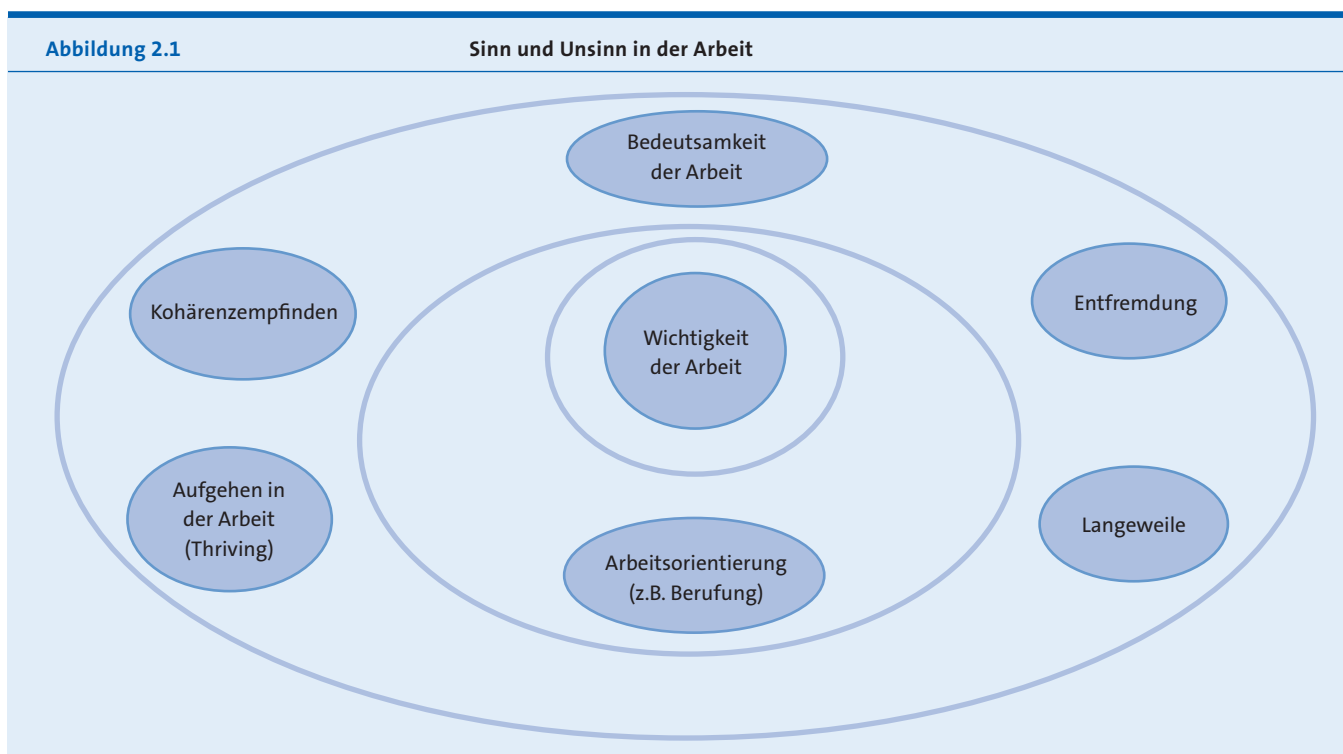 Abbildung 2.1 Sinn und Unsinn in der Arbeit
Bedeutsamkeit
der Arbeit
Kohärenzempfinden
Entfremdung
Wichtigkeit
der Arbeit
Aufgehen in
der Arbeit
(Thriving)
Arbeitsorientierung
(z.B. Berufung)
Langeweile